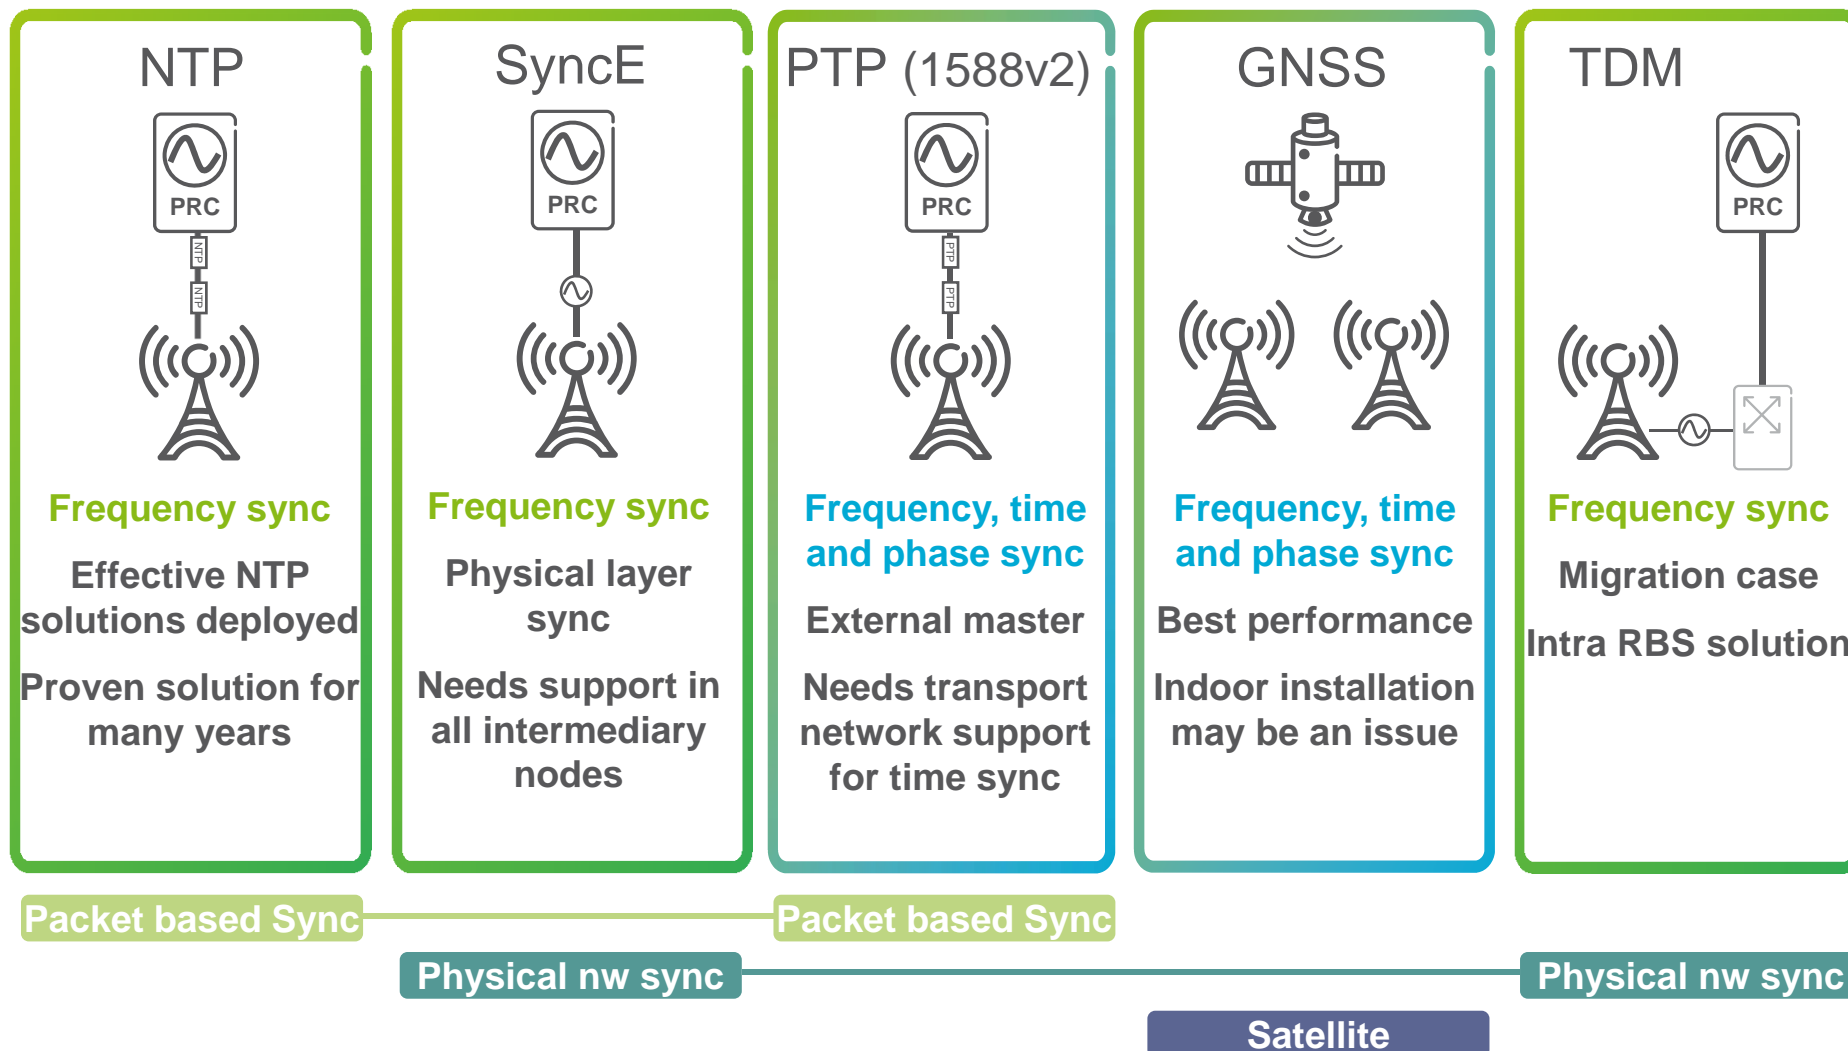 NTP
PRC
NTP
NTP
Frequency sync
Effective NTP
solutions deployed
Proven solution for
many years
SyncE
PRC
Frequency sync
Physical layer
sync
Needs support in
all intermediary
nodes
PTP (1588v2)
PRC
PTP
PTP
Frequency, time
and phase sync
External master
Needs transport
network support
for time sync
GNSS
Frequency, time
and phase sync
Best performance
Indoor installation
may be an issue
TDM
PRC
Frequency sync
Migration case
Intra RBS solution
Packet based Sync
Packet based Sync
Physical nw sync
Physical nw sync
Satellite